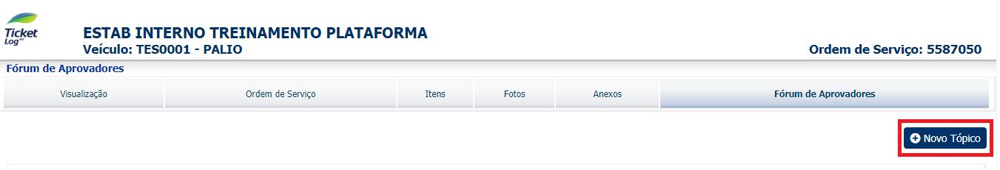 Ticket
Log
ESTAB INTERNO TREINAMENTO PLATAFORMA
Veículo: TES0001 - PALIO
Ordem de Serviço: 5587050
Fórum de Aprovadores
Visualização
Ordem de Serviço
Itens
Fotos
Anexos
Fórum de Aprovadores
Novo Tópico